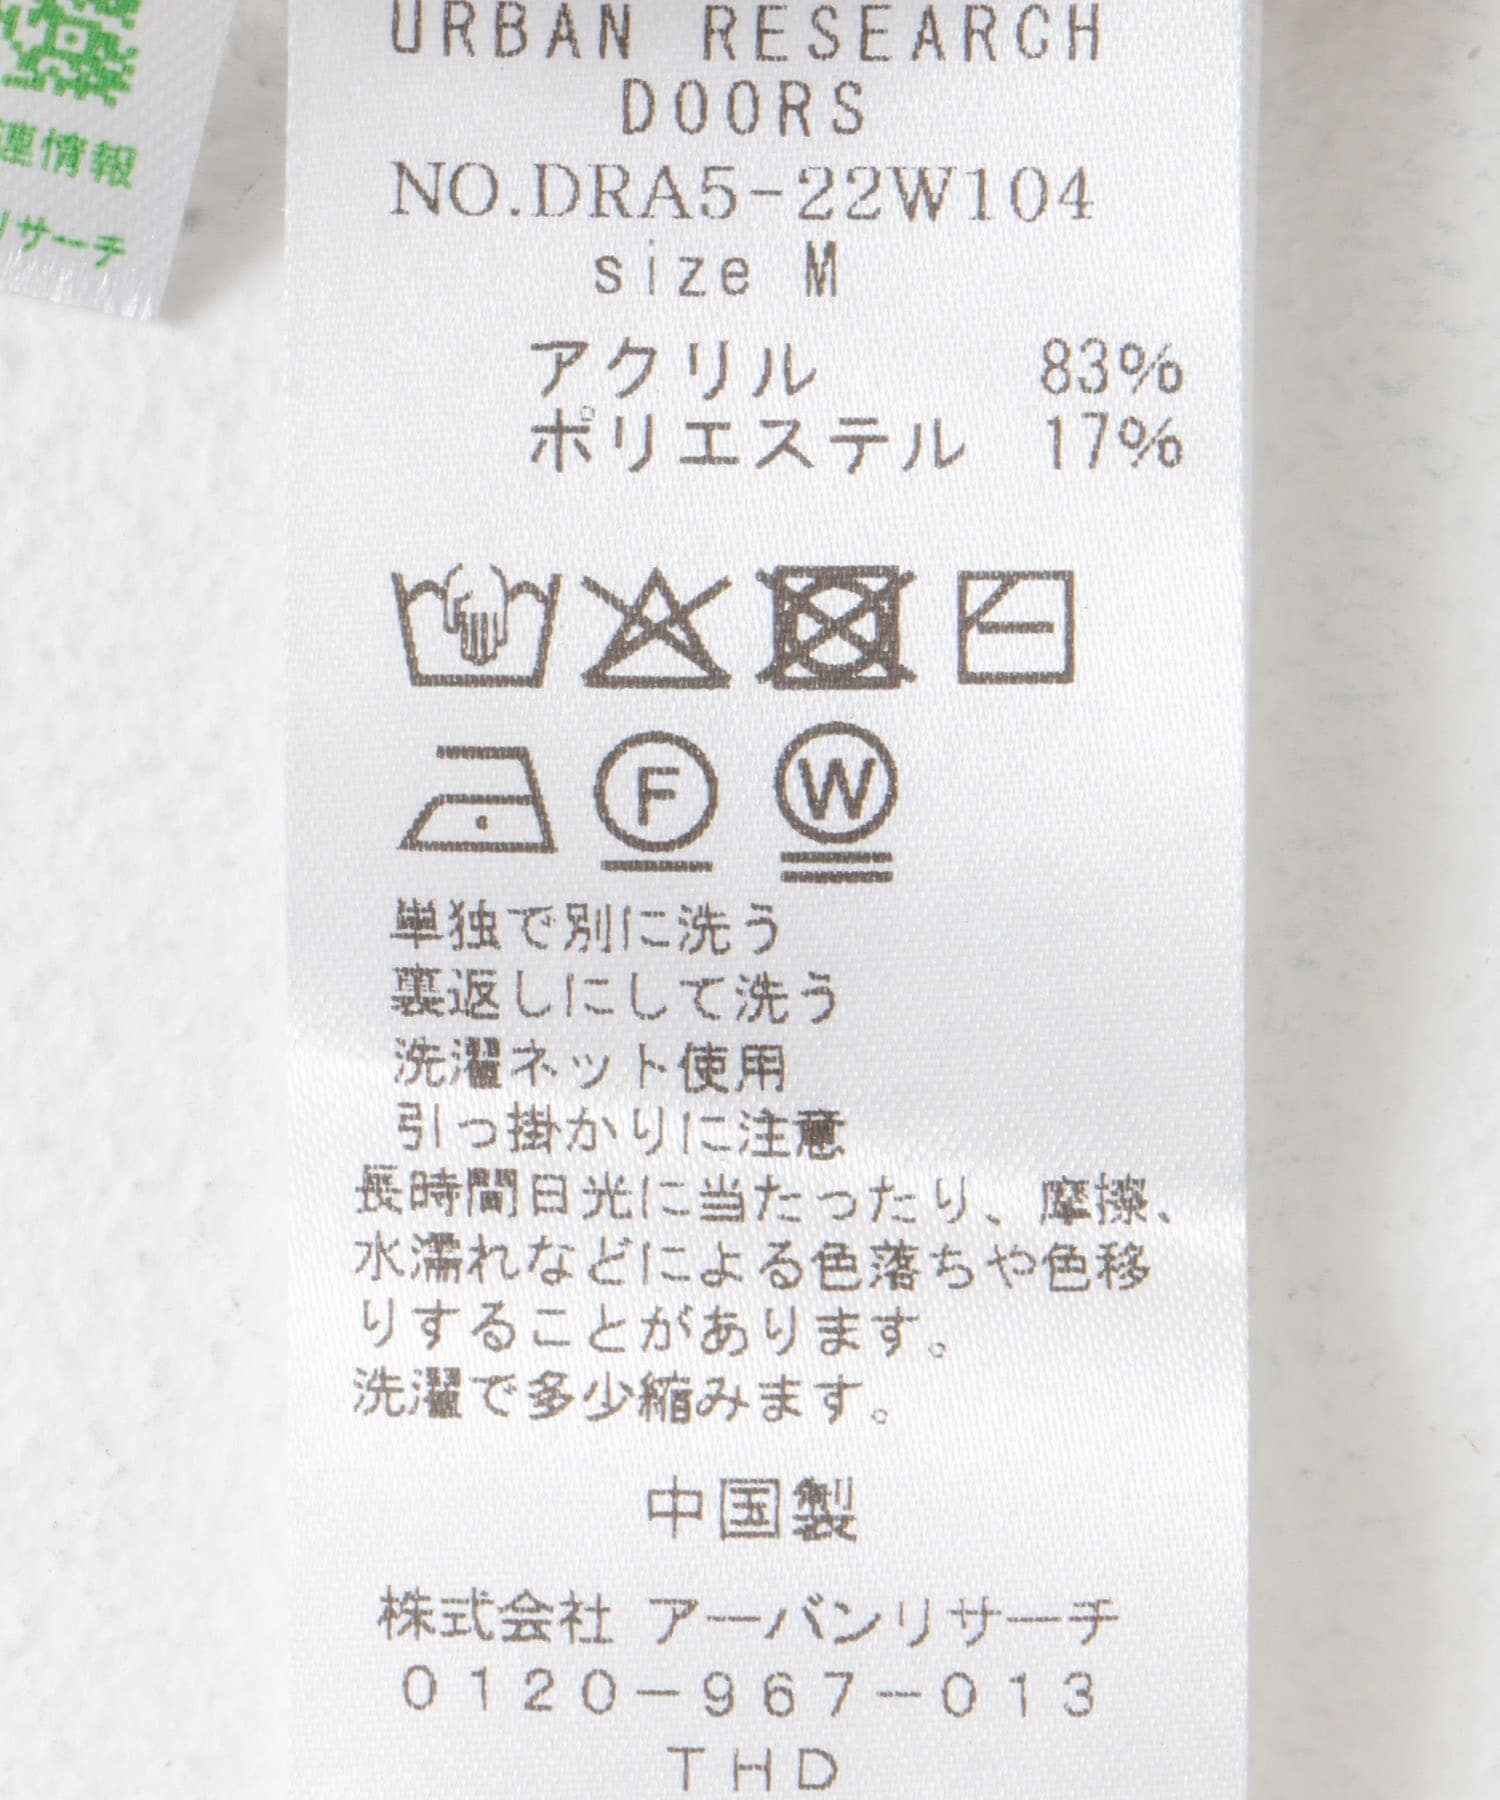 連情報
リサーチ
URBAN RESEARCH
DOORS
NO.DRA5-22W104
size M
アクリル 83%
ポリエステル 17%
F W
単独で別に洗う
裏返しにして洗う
洗濯ネット使用
引っ掛かりに注意
長時間日光に当たったり、摩擦、
水濡れなどによる色落ちや色移
りすることがあります。
洗濯で多少縮みます。
中国製
株式会社 アーバンリサーチ
0120-967-013
THD